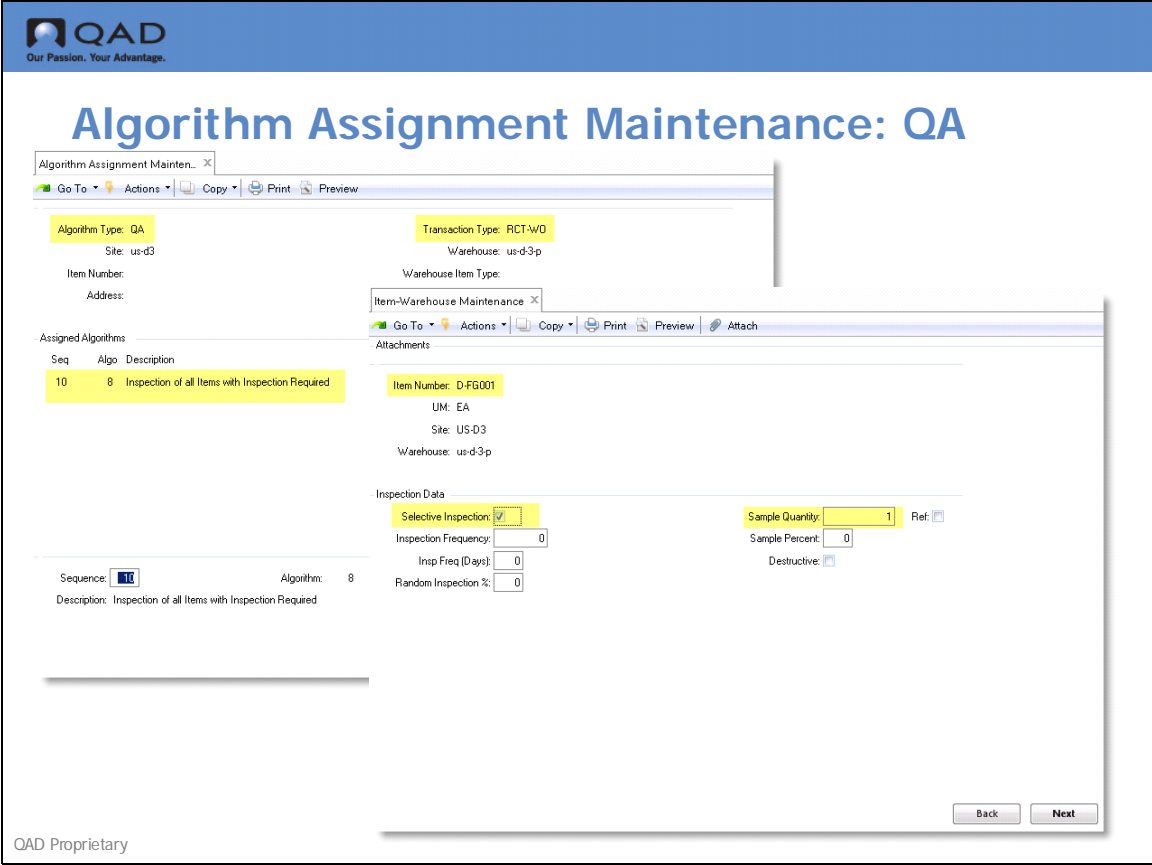 QAD
Our Passion. Your Advantage.
Algorithm Assignment Maintenance: QA
Algorithm Assignment Mainten... X
Go To Actions Copy Print Preview
Algorithm Type: QA Transaction Type: RCT-WO
Site: us-d3 Warehouse: us-d-3-p
Item Number: Warehouse Item Type:
Address:
Assigned Algorithms
Seq Algo Description
10 8 Inspection of all Items with Inspection Required
Sequence: 10 Algorithm: 8
Description: Inspection of all Items with Inspection Required
Item-Warehouse Maintenance X
Go To Actions Copy Print Preview Attach
Attachments
Item Number: D-FG001
UM: EA
Site: US-D3
Warehouse: us-d-3-p
Inspection Data
Selective Inspection: Sample Quantity: 1 Ref:
Inspection Frequency: 0 Sample Percent: 0
Insp Freq (Days): 0 Destructive:
Random Inspection %: 0
Back Next
QAD Proprietary